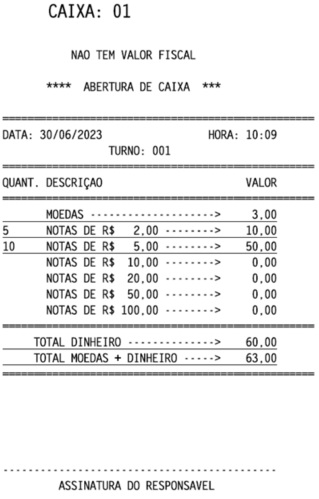 CAIXA: 01
NAO TEM VALOR FISCAL
**** ABERTURA DE CAIXA ***
==================================================
DATA: 30/06/2023 HORA: 10:09
TURNO: 001
==================================================
QUANT. DESCRIÇAO VALOR
==================================================
MOEDAS --------------------> 3,00
5 NOTAS DE R$ 2,00 --------> 10,00
10 NOTAS DE R$ 5,00 --------> 50,00
NOTAS DE R$ 10,00 --------> 0,00
NOTAS DE R$ 20,00 --------> 0,00
NOTAS DE R$ 50,00 --------> 0,00
NOTAS DE R$ 100,00 --------> 0,00
==================================================
TOTAL DINHEIRO --------------> 60,00
TOTAL MOEDAS + DINHEIRO -----> 63,00
==================================================
--------------------------------------------
ASSINATURA DO RESPONSAVEL